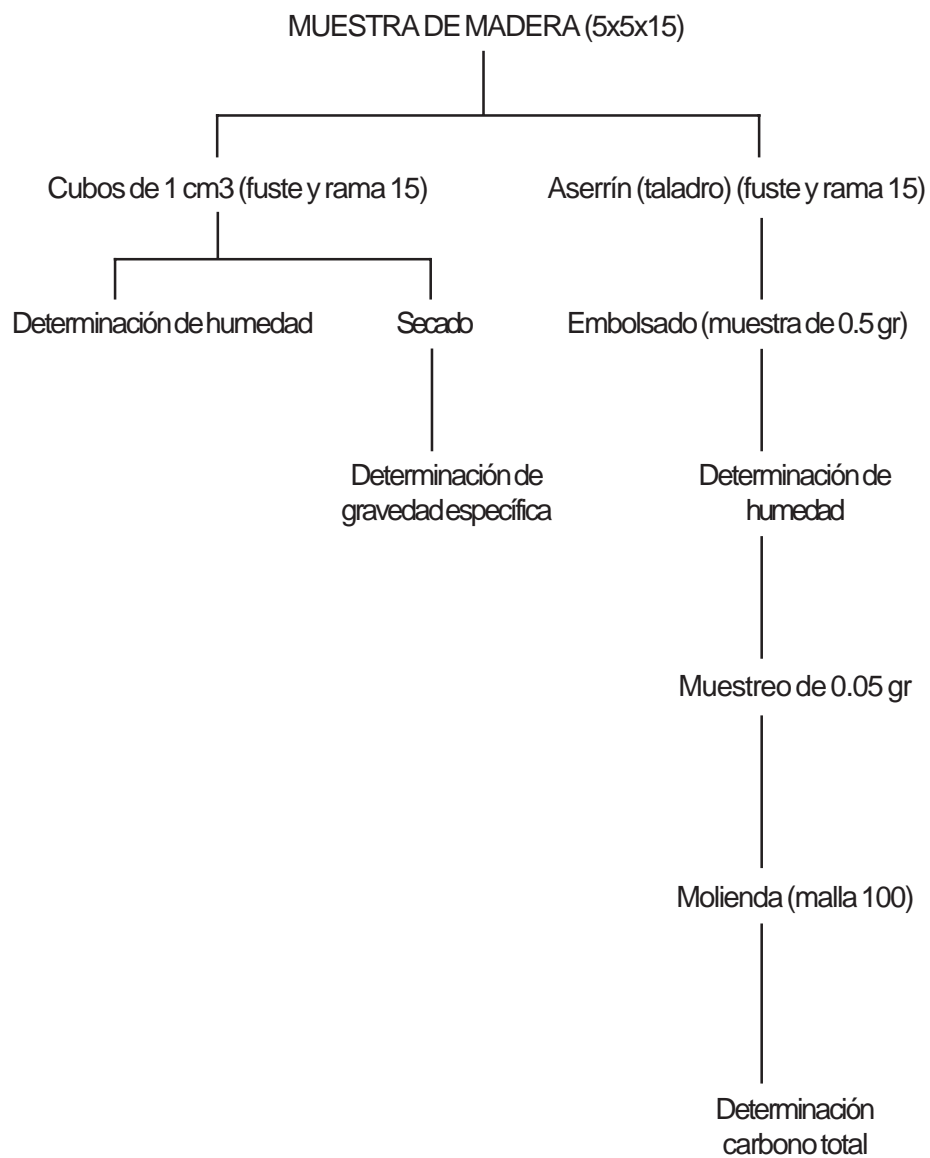 MUESTRA DE MADERA (5x5x15)
Cubos de 1 cm3 (fuste y rama 15)
Aserrín (taladro) (fuste y rama 15)
Determinación de humedad
Secado
Embolsado (muestra de 0.5 gr)
Determinación de
gravedad específica
Determinación de
humedad
Muestreo de 0.05 gr
Molienda (malla 100)
Determinación
carbono total